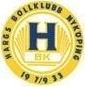 HARGS BOLLKLUBB NYKÖPING
H
BK
19 7/9 33